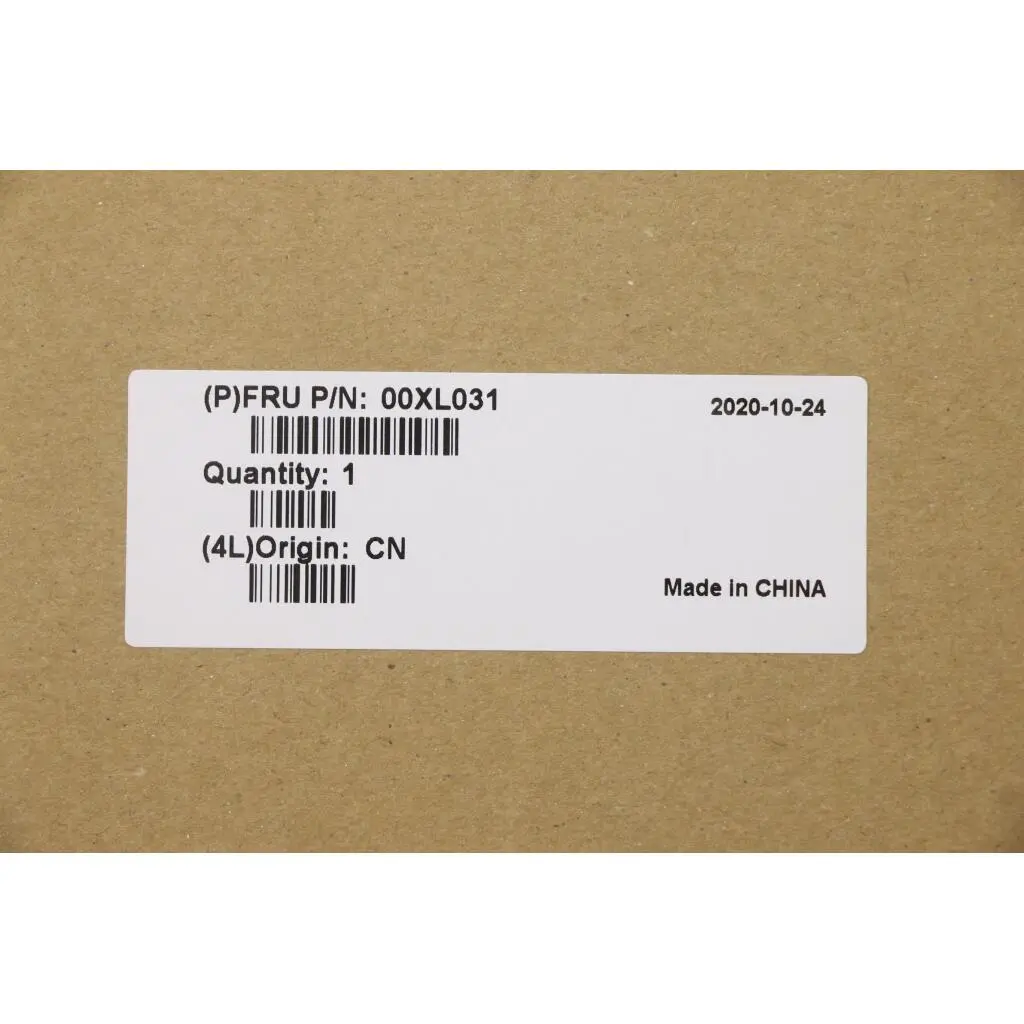 (P)FRU P/N: 00XL031
2020-10-24
Quantity: 1
(4L)Origin: CN
Made in CHINA